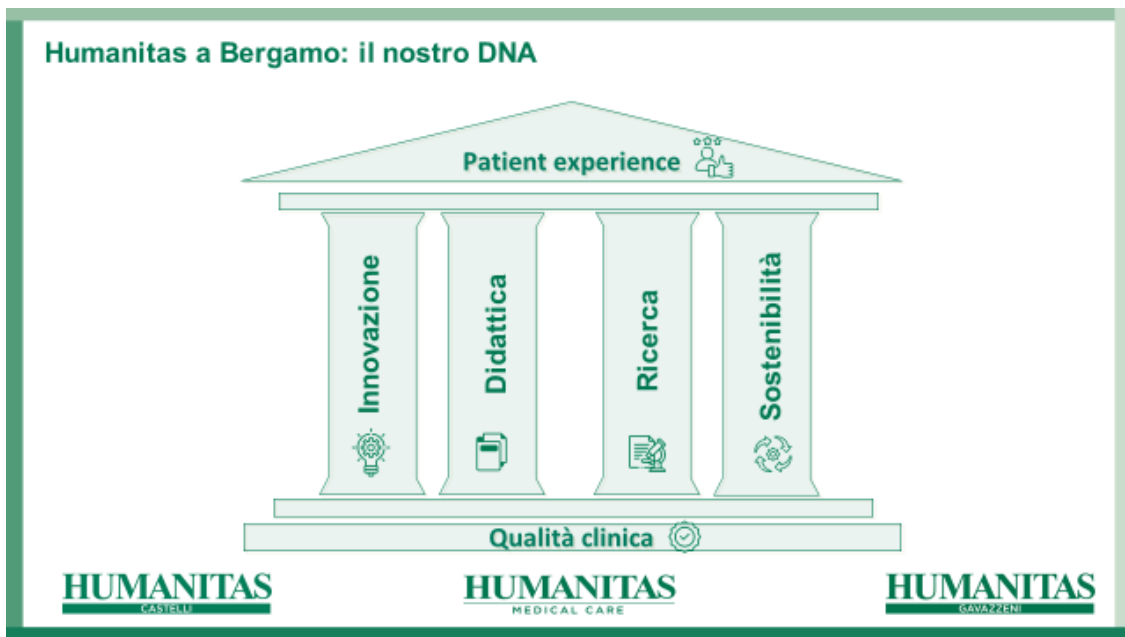 Humanitas a Bergamo: il nostro DNA
Patient experience
Innovazione
Didattica
Ricerca
Sostenibilità
Qualità clinica
HUMANITAS
CASTELLI
HUMANITAS
MEDICAL CARE
HUMANITAS
GAVAZZENI